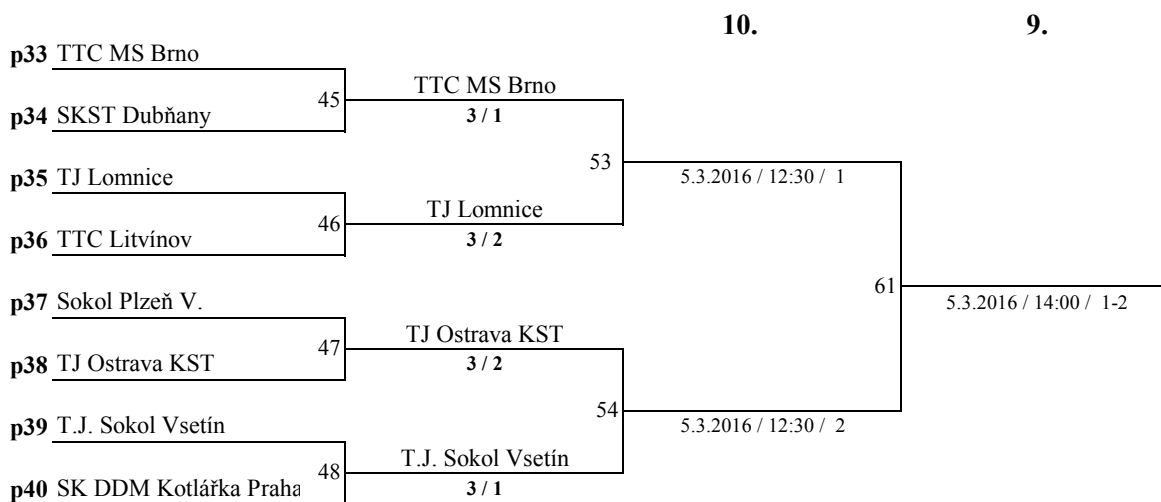 10. 9.
p33 TTC MS Brno
45 TTC MS Brno
p34 SKST Dubňany 3 / 1
53 5.3.2016 / 12:30 / 1
p35 TJ Lomnice
46 TJ Lomnice
p36 TTC Litvínov 3 / 2
61 5.3.2016 / 14:00 / 1-2
p37 Sokol Plzeň V.
47 TJ Ostrava KST
p38 TJ Ostrava KST 3 / 2
54 5.3.2016 / 12:30 / 2
p39 T.J. Sokol Vsetín
48 T.J. Sokol Vsetín
p40 SK DDM Kotlářka Praha 3 / 1